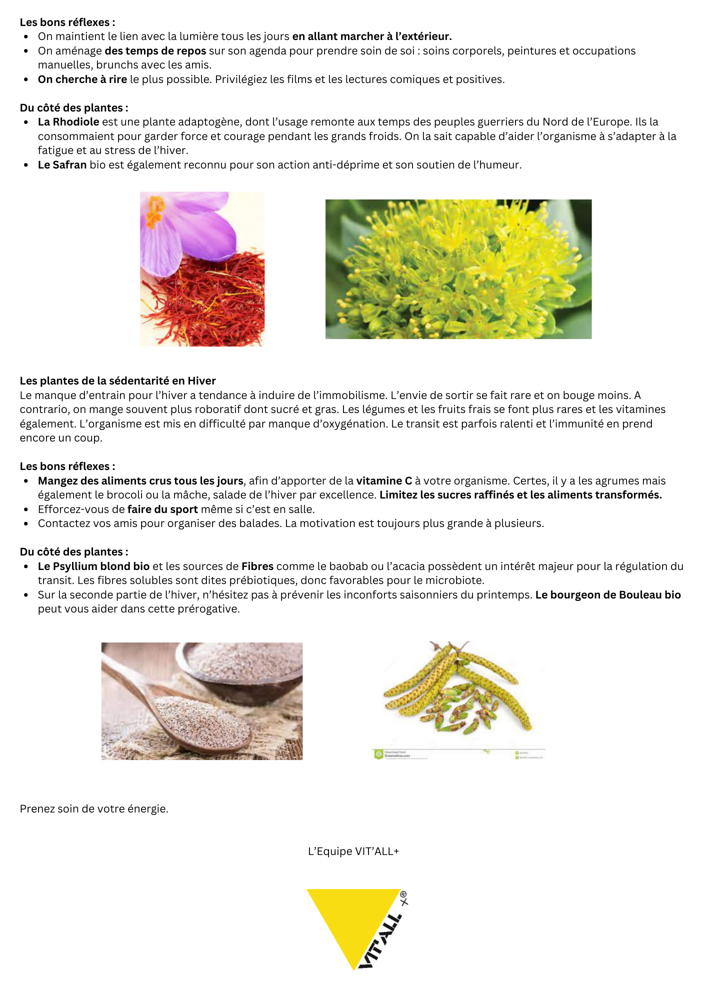 Les bons réflexes :
• On maintient le lien avec la lumière tous les jours en allant marcher à l’extérieur.
• On aménage des temps de repos sur son agenda pour prendre soin de soi : soins corporels, peintures et occupations
manuelles, brunchs avec les amis.
• On cherche à rire le plus possible. Privilégiez les films et les lectures comiques et positives.
Du côté des plantes :
• La Rhodiole est une plante adaptogène, dont l’usage remonte aux temps des peuples guerriers du Nord de l’Europe. Ils la
consommaient pour garder force et courage pendant les grands froids. On la sait capable d’aider l’organisme à s’adapter à la
fatigue et au stress de l’hiver.
• Le Safran bio est également reconnu pour son action anti-déprime et son soutien de l’humeur.
Les plantes de la sédentarité en Hiver
Le manque d’entrain pour l’hiver a tendance à induire de l’immobilisme. L’envie de sortir se fait rare et on bouge moins. A
contrario, on mange souvent plus roboratif dont sucré et gras. Les légumes et les fruits frais se font plus rares et les vitamines
également. L’organisme est mis en difficulté par manque d’oxygénation. Le transit est parfois ralenti et l’immunité en prend
encore un coup.
Les bons réflexes :
• Mangez des aliments crus tous les jours, afin d’apporter de la vitamine C à votre organisme. Certes, il y a les agrumes mais
également le brocoli ou la mâche, salade de l’hiver par excellence. Limitez les sucres raffinés et les aliments transformés.
• Efforcez-vous de faire du sport même si c’est en salle.
• Contactez vos amis pour organiser des balades. La motivation est toujours plus grande à plusieurs.
Du côté des plantes :
• Le Psyllium blond bio et les sources de Fibres comme le baobab ou l’acacia possèdent un intérêt majeur pour la régulation du
transit. Les fibres solubles sont dites prébiotiques, donc favorables pour le microbiote.
• Sur la seconde partie de l’hiver, n’hésitez pas à prévenir les inconforts saisonniers du printemps. Le bourgeon de Bouleau bio
peut vous aider dans cette prérogative.
Download from
Dreamstime.com
Prenez soin de votre énergie.
L’Equipe VIT’ALL+
VIT'ALL +®